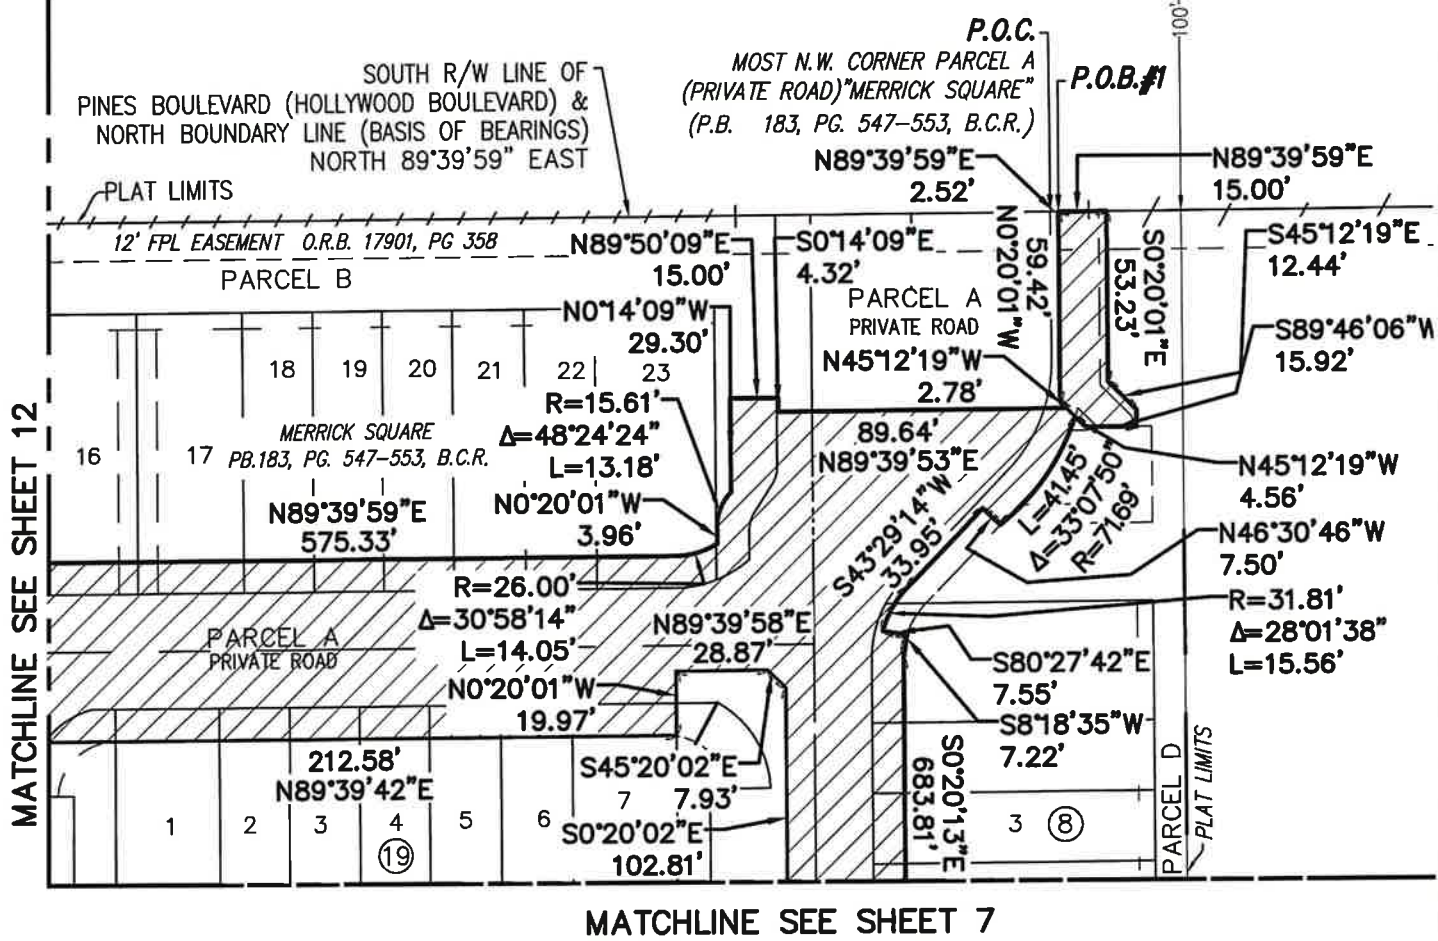 P.O.C.
MOST N.W. CORNER PARCEL A
(PRIVATE ROAD)"MERRICK SQUARE"
(P.B. 183, PG. 547-553, B.C.R.)
P.O.B.#1
100'
SOUTH R/W LINE OF
PINES BOULEVARD (HOLLYWOOD BOULEVARD) &
NORTH BOUNDARY LINE (BASIS OF BEARINGS)
NORTH 89°39'59" EAST
PLAT LIMITS
N89°39'59"E
2.52'
N89°39'59"E
15.00'
12' FPL EASEMENT O.R.B. 17901, PG 358
PARCEL B
N89°50'09"E
15.00'
S0°14'09"E
4.32'
N0°20'01"W
59.42'
S0°20'01"E
53.23'
S45°12'19"E
12.44'
PARCEL A
PRIVATE ROAD
N0°14'09"W
29.30'
S89°46'06"W
15.92'
N45°12'19"W
2.78'
18
19
20
21
22
23
R=15.61'
Δ=48°24'24"
L=13.18'
MERRICK SQUARE
PB.183, PG. 547-553, B.C.R.
16
17
89.64'
N89°39'53"E
L=41.45'
Δ=33°07'50"
R=71.69'
N45°12'19"W
4.56'
N0°20'01"W
3.96'
N89°39'59"E
575.33'
S43°29'14"W
33.95'
N46°30'46"W
7.50'
R=26.00'
Δ=30°58'14"
L=14.05'
R=31.81'
Δ=28°01'38"
L=15.56'
PARCEL A
PRIVATE ROAD
N89°39'58"E
28.87'
S80°27'42"E
7.55'
N0°20'01"W
19.97'
S8°18'35"W
7.22'
212.58'
N89°39'42"E
S45°20'02"E
7.93'
S0°20'02"E
102.81'
S0°20'13"E
683.81'
1
2
3
4
5
6
7
19
3
8
PARCEL D
PLAT LIMITS
MATCHLINE SEE SHEET 12
MATCHLINE SEE SHEET 7